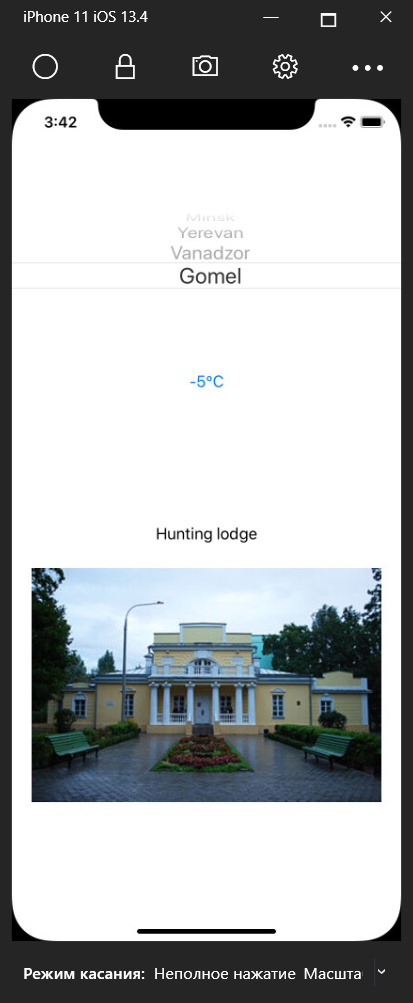 iPhone 11 iOS 13.4
3:42
Minsk
Yerevan
Vanadzor
Gomel
-5°C
Hunting lodge
Режим касания: Неполное нажатие Масшта